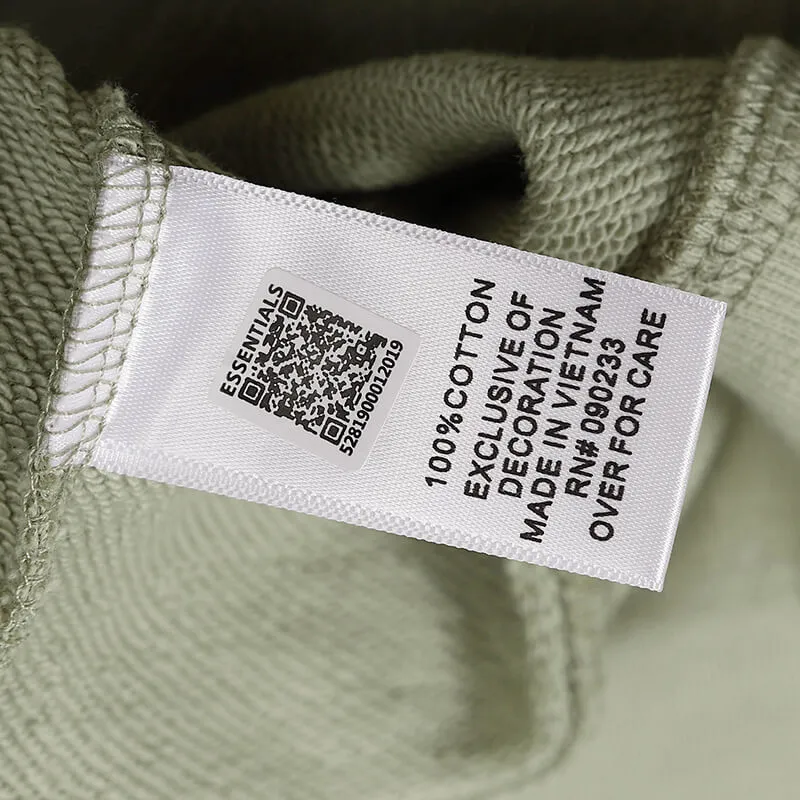 ESSENTIALS
5281900012019
100%COTTON
EXCLUSIVE OF
DECORATION
MADE IN VIETNAM
RN# 090233
OVER FOR CARE